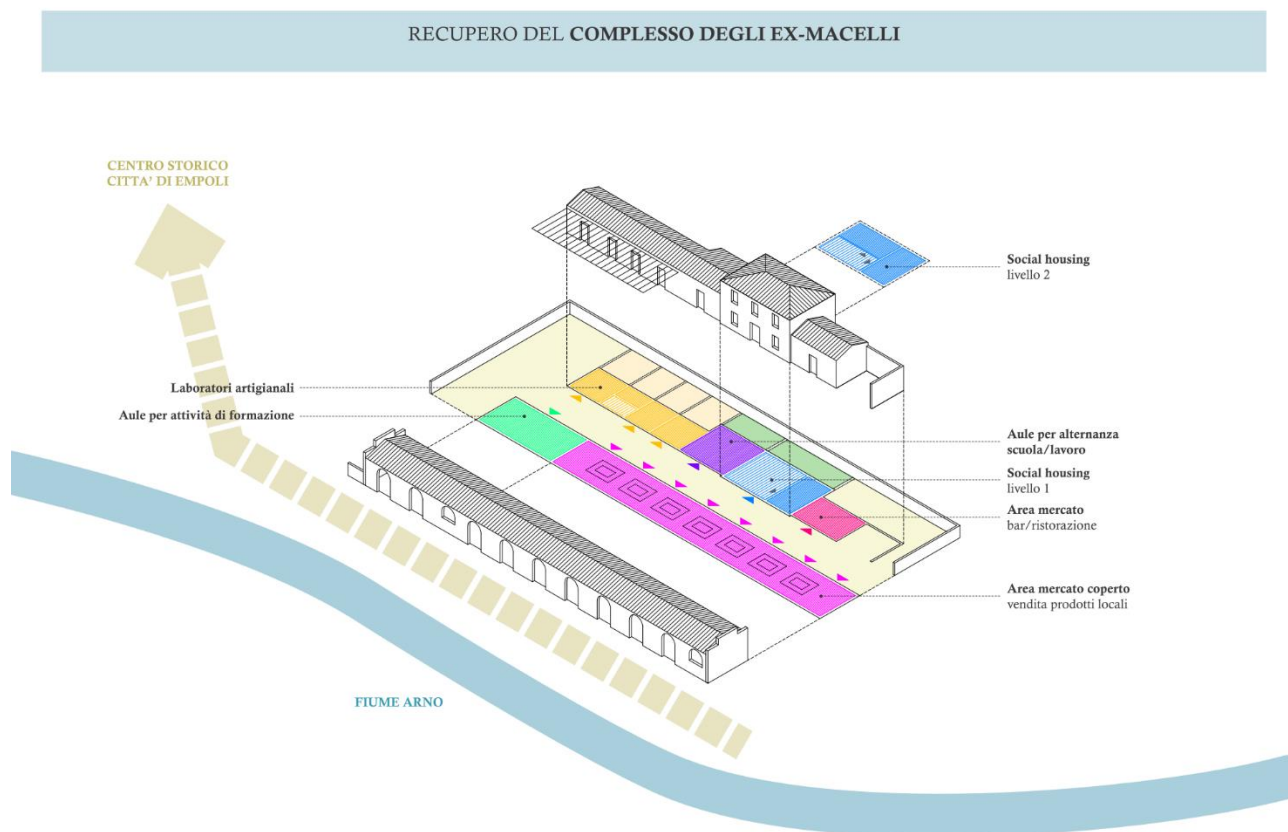 RECUPERO DEL COMPLESSO DEGLI EX-MACELLI
CENTRO STORICO
CITTA' DI EMPOLI
Social housing
livello 2
Laboratori artigianali
Aule per attività di formazione
Aule per alternanza
scuola/lavoro
Social housing
livello 1
Area mercato
bar/ristorazione
Area mercato coperto
vendita prodotti locali
FIUME ARNO